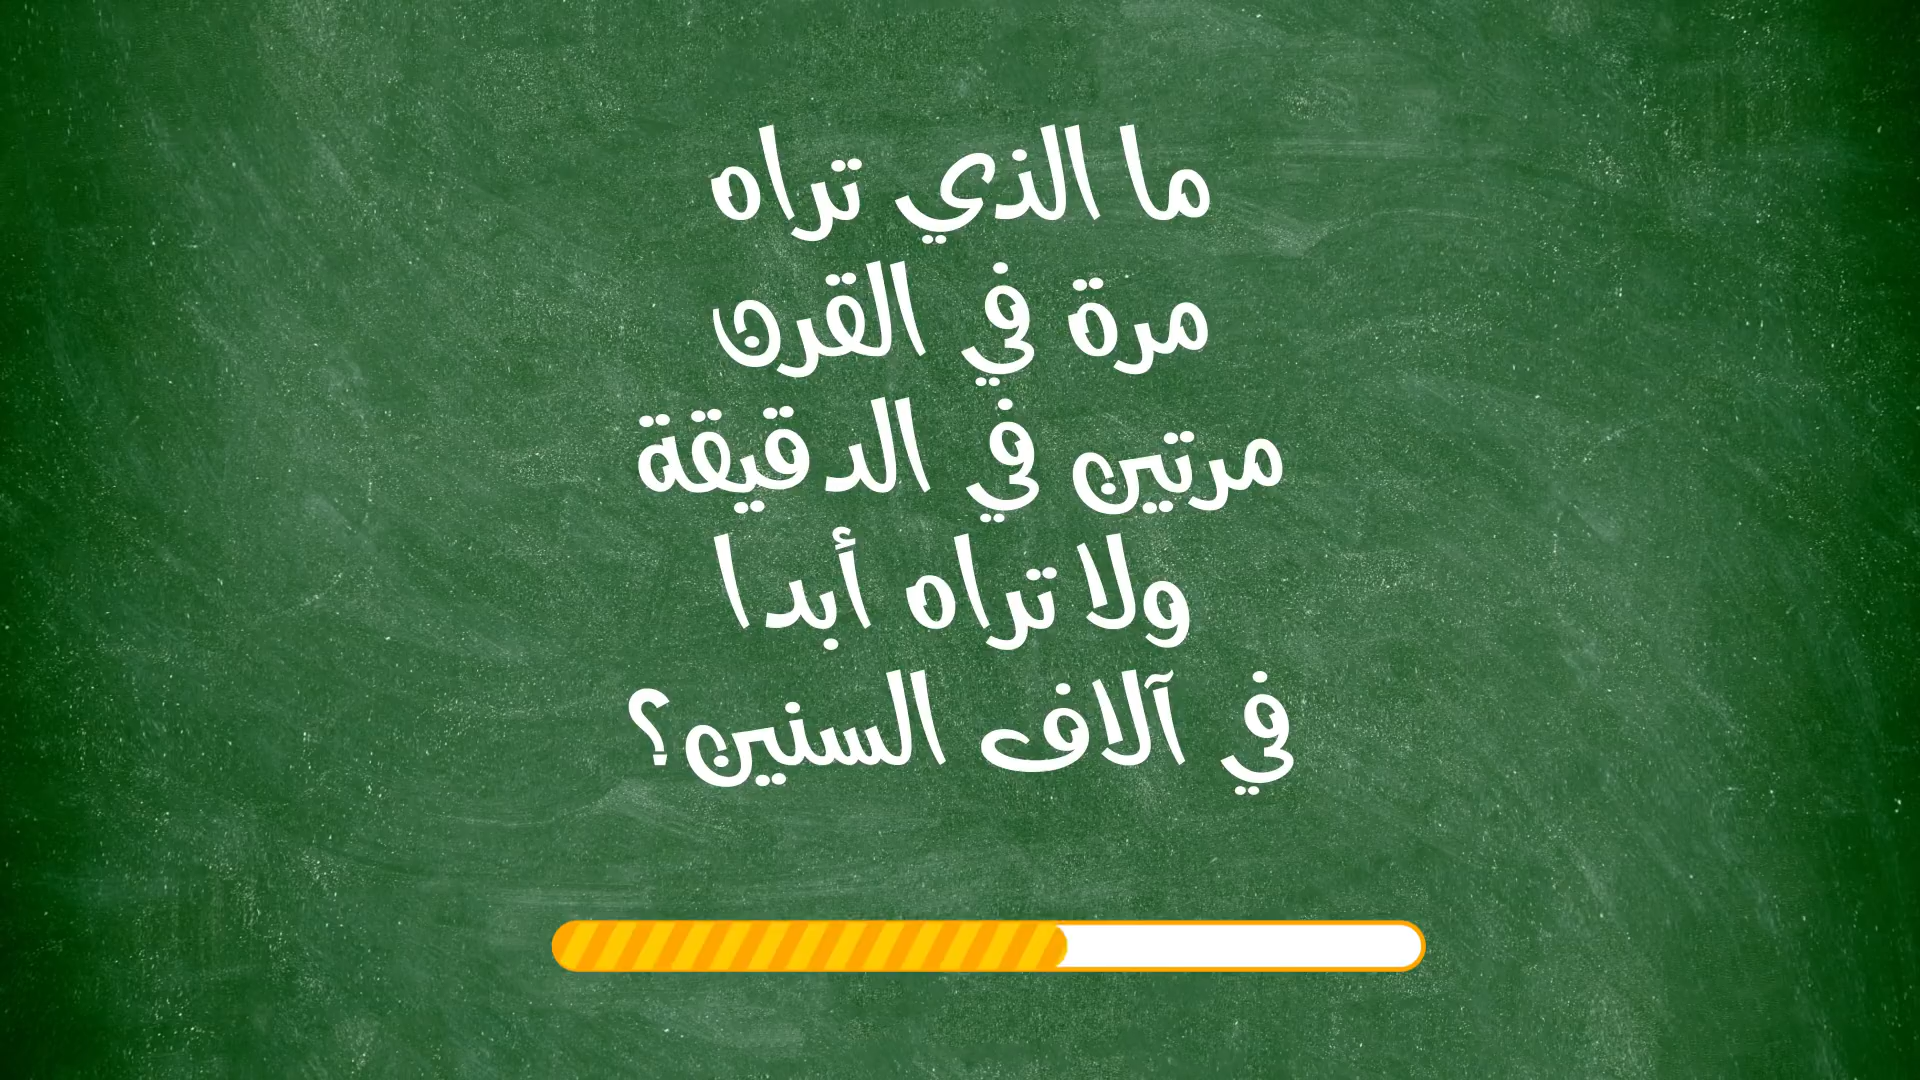 ما الذي تراه
مرة في القرن
مرتين في الدقيقة
ولا تراه أبدا
في آلاف السنين؟